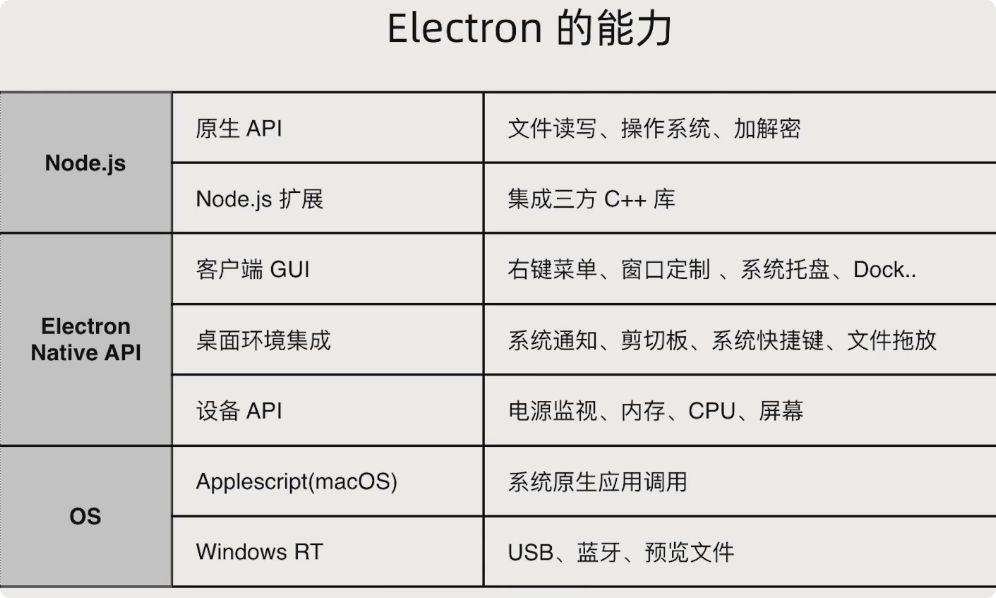 Electron 的能力
Node.js
原生 API
文件读写、操作系统、加解密
Node.js 扩展
集成三方 C++ 库
Electron
Native API
客户端 GUI
右键菜单、窗口定制 、系统托盘、Dock..
桌面环境集成
系统通知、剪切板、系统快捷键、文件拖放
设备 API
电源监视、内存、CPU、屏幕
OS
Applescript(macOS)
系统原生应用调用
Windows RT
USB、蓝牙、预览文件